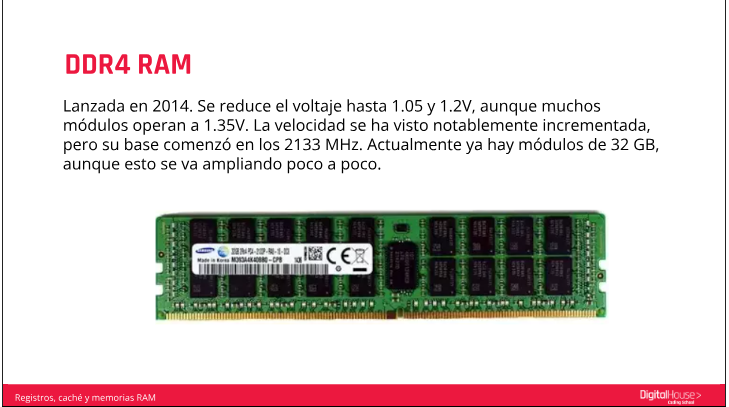 DDR4 RAM
Lanzada en 2014. Se reduce el voltaje hasta 1.05 y 1.2V, aunque muchos
módulos operan a 1.35V. La velocidad se ha visto notablemente incrementada,
pero su base comenzó en los 2133 MHz. Actualmente ya hay módulos de 32 GB,
aunque esto se va ampliando poco a poco.
SAMSUNG
Made in Korea
Registros, caché y memorias RAM
DigitalHouse>
Coding School